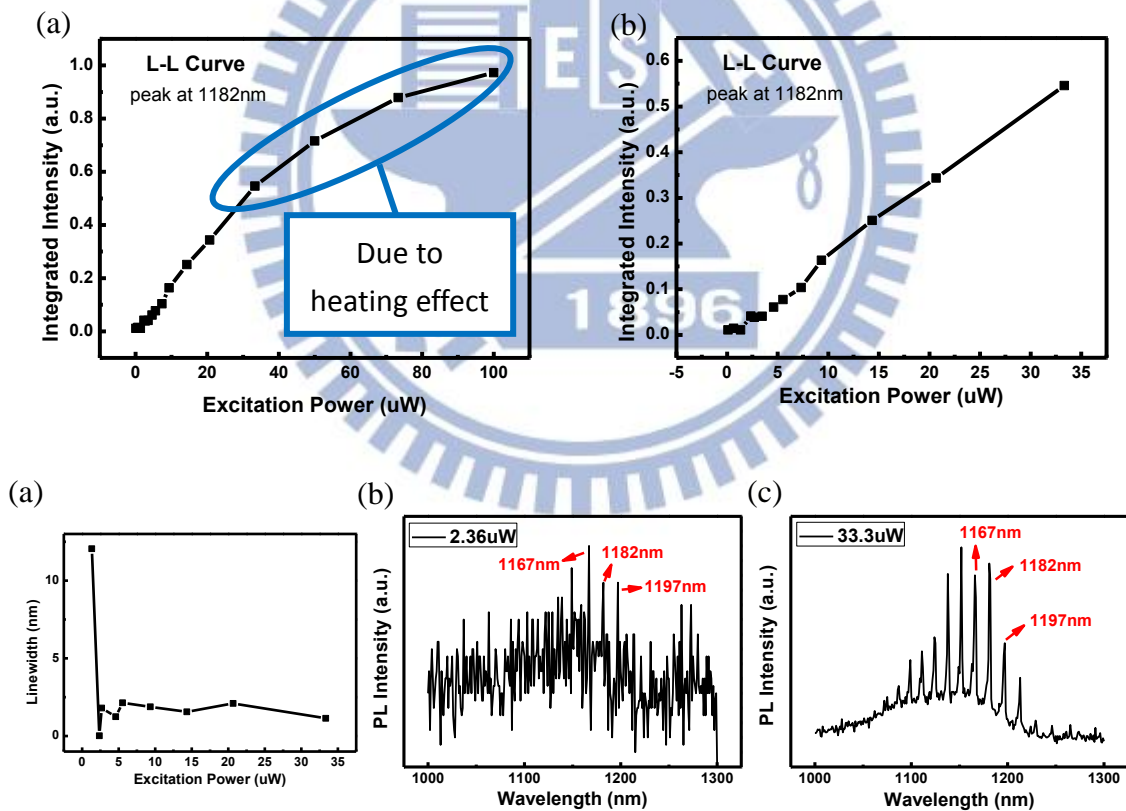 (a)
L-L Curve
peak at 1182nm
1.0
0.8
0.6
0.4
0.2
0.0
Integrated Intensity (a.u.)
0 20 40 60 80 100
Excitation Power (uW)
Due to
heating effect
(b)
L-L Curve
peak at 1182nm
0.6
0.5
0.4
0.3
0.2
0.1
0.0
Integrated Intensity (a.u.)
-5 0 5 10 15 20 25 30 35
Excitation Power (uW)
E S
1896
(a)
10
5
0
Linewidth (nm)
0 5 10 15 20 25 30 35
Excitation Power (uW)
(b)
2.36uW
1167nm
1182nm
1197nm
PL Intensity (a.u.)
1000 1100 1200 1300
Wavelength (nm)
(c)
33.3uW
1167nm
1182nm
1197nm
PL Intensity (a.u.)
1000 1100 1200 1300
Wavelength (nm)